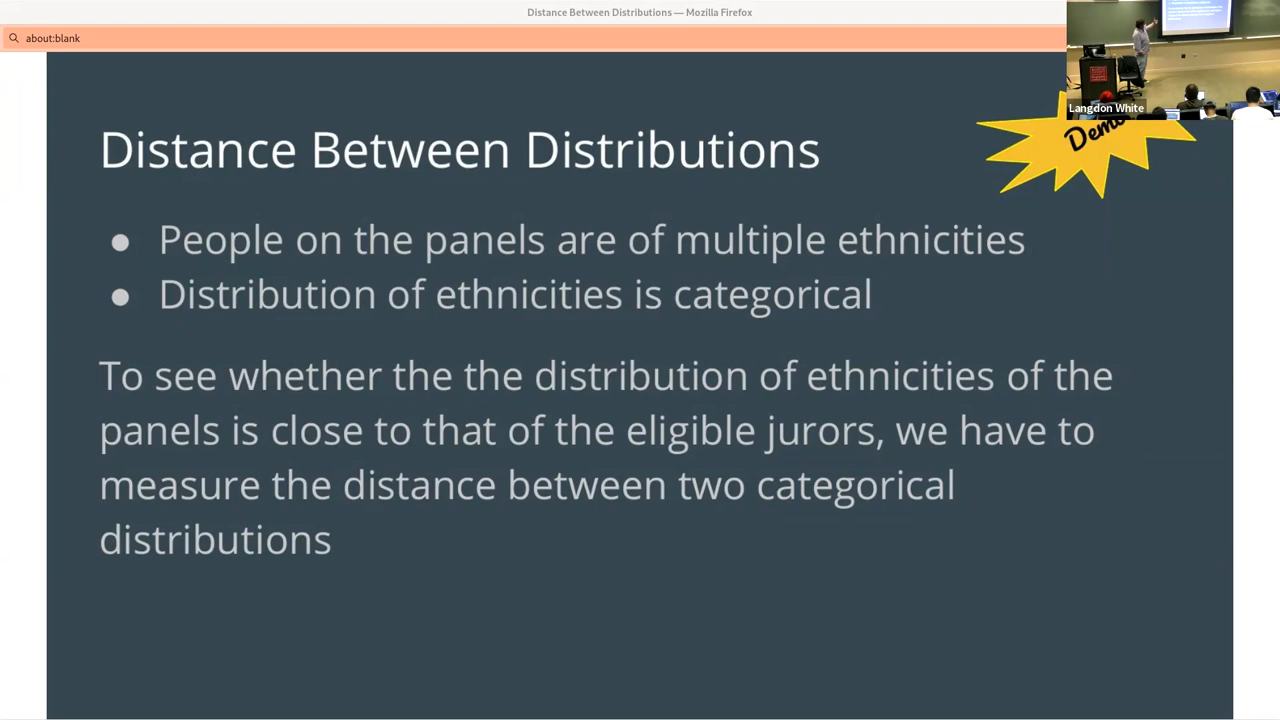 Distance Between Distributions — Mozilla Firefox
about:blank
Langdon White
Demo
Distance Between Distributions
● People on the panels are of multiple ethnicities
● Distribution of ethnicities is categorical
To see whether the the distribution of ethnicities of the
panels is close to that of the eligible jurors, we have to
measure the distance between two categorical
distributions